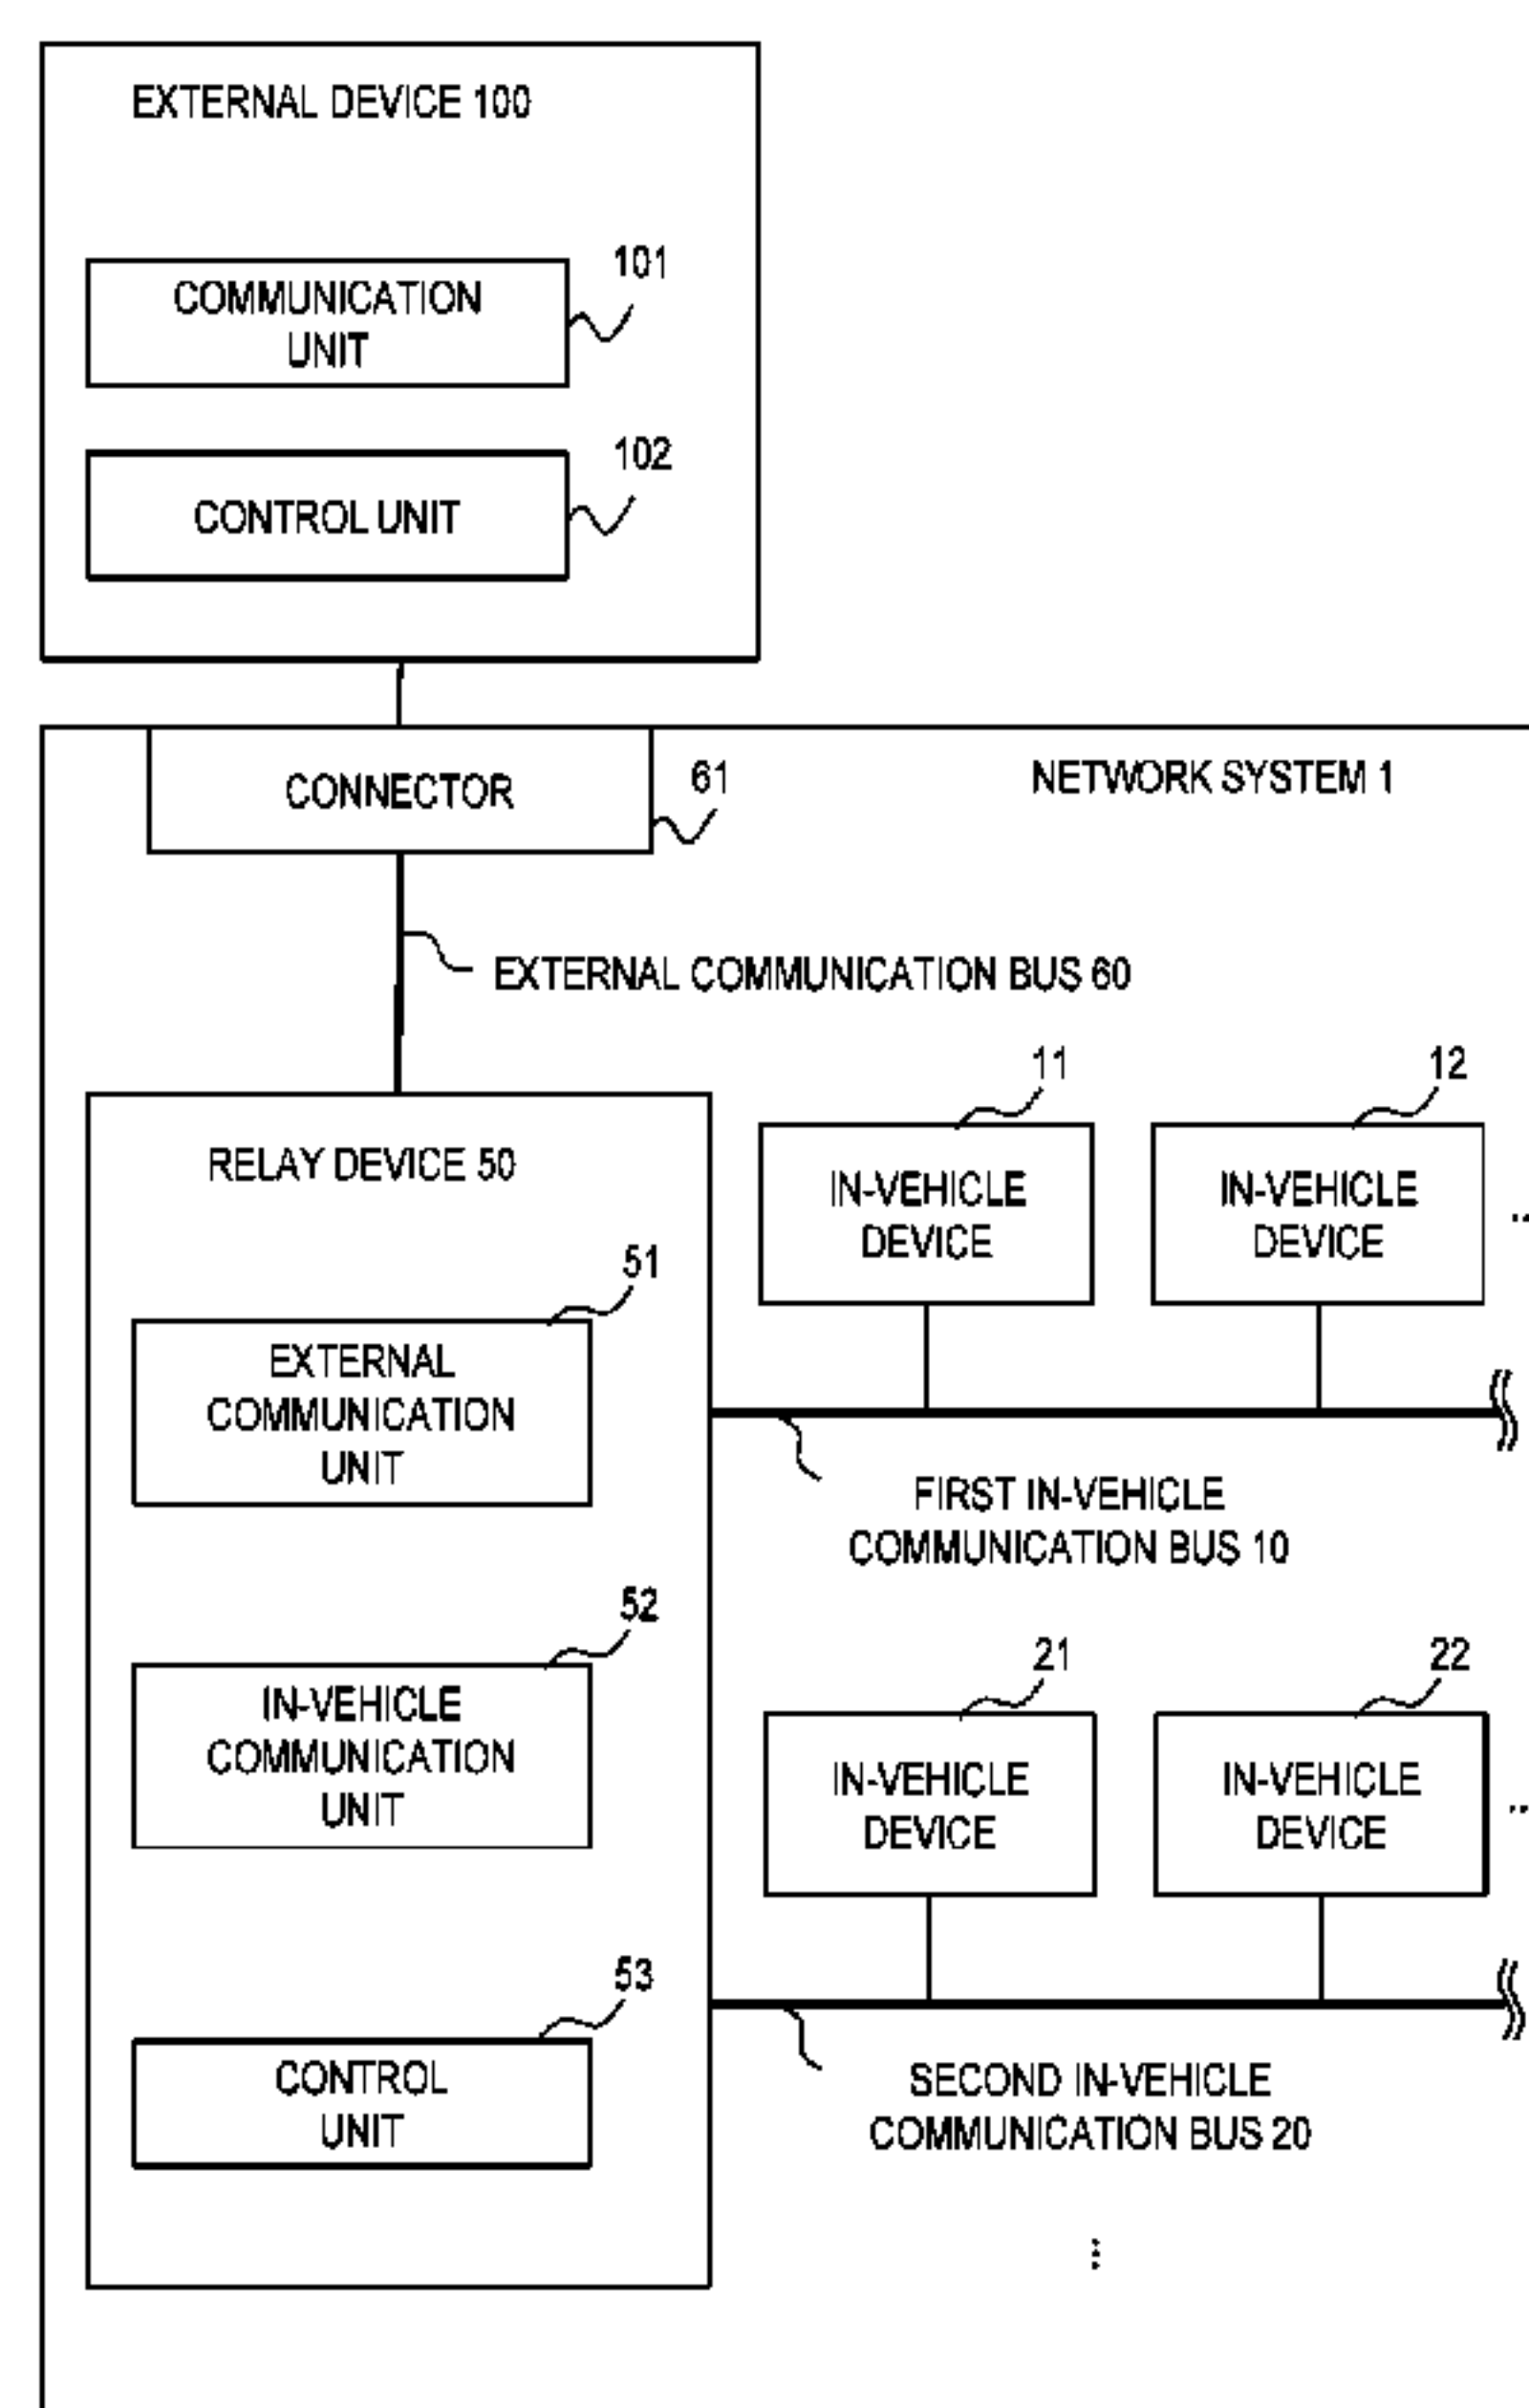 EXTERNAL DEVICE 100
101
COMMUNICATION
UNIT
102
CONTROL UNIT
CONNECTOR
61
NETWORK SYSTEM 1
EXTERNAL COMMUNICATION BUS 60
RELAY DEVICE 50
11
12
IN-VEHICLE
DEVICE
IN-VEHICLE
DEVICE
...
51
EXTERNAL
COMMUNICATION
UNIT
FIRST IN-VEHICLE
COMMUNICATION BUS 10
52
IN-VEHICLE
COMMUNICATION
UNIT
21
22
IN-VEHICLE
DEVICE
IN-VEHICLE
DEVICE
...
53
CONTROL
UNIT
SECOND IN-VEHICLE
COMMUNICATION BUS 20
⋮